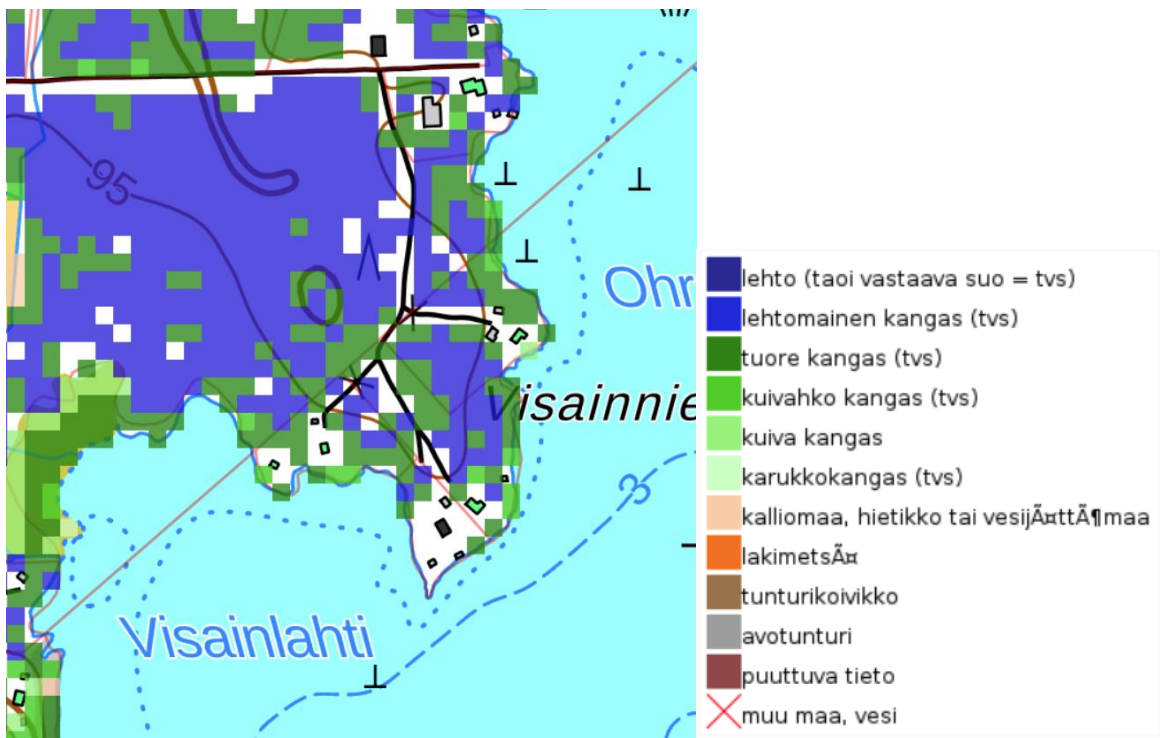 95
Ohr
Visainnie
3
Visainlahti
lehto (taoi vastaava suo = tvs)
lehtomainen kangas (tvs)
tuore kangas (tvs)
kuivahko kangas (tvs)
kuiva kangas
karukkokangas (tvs)
kalliomaa, hietikko tai vesijÃ¤ttÃ¶maa
lakimetsÃ¤
tunturikoivikko
avotunturi
puuttuva tieto
muu maa, vesi